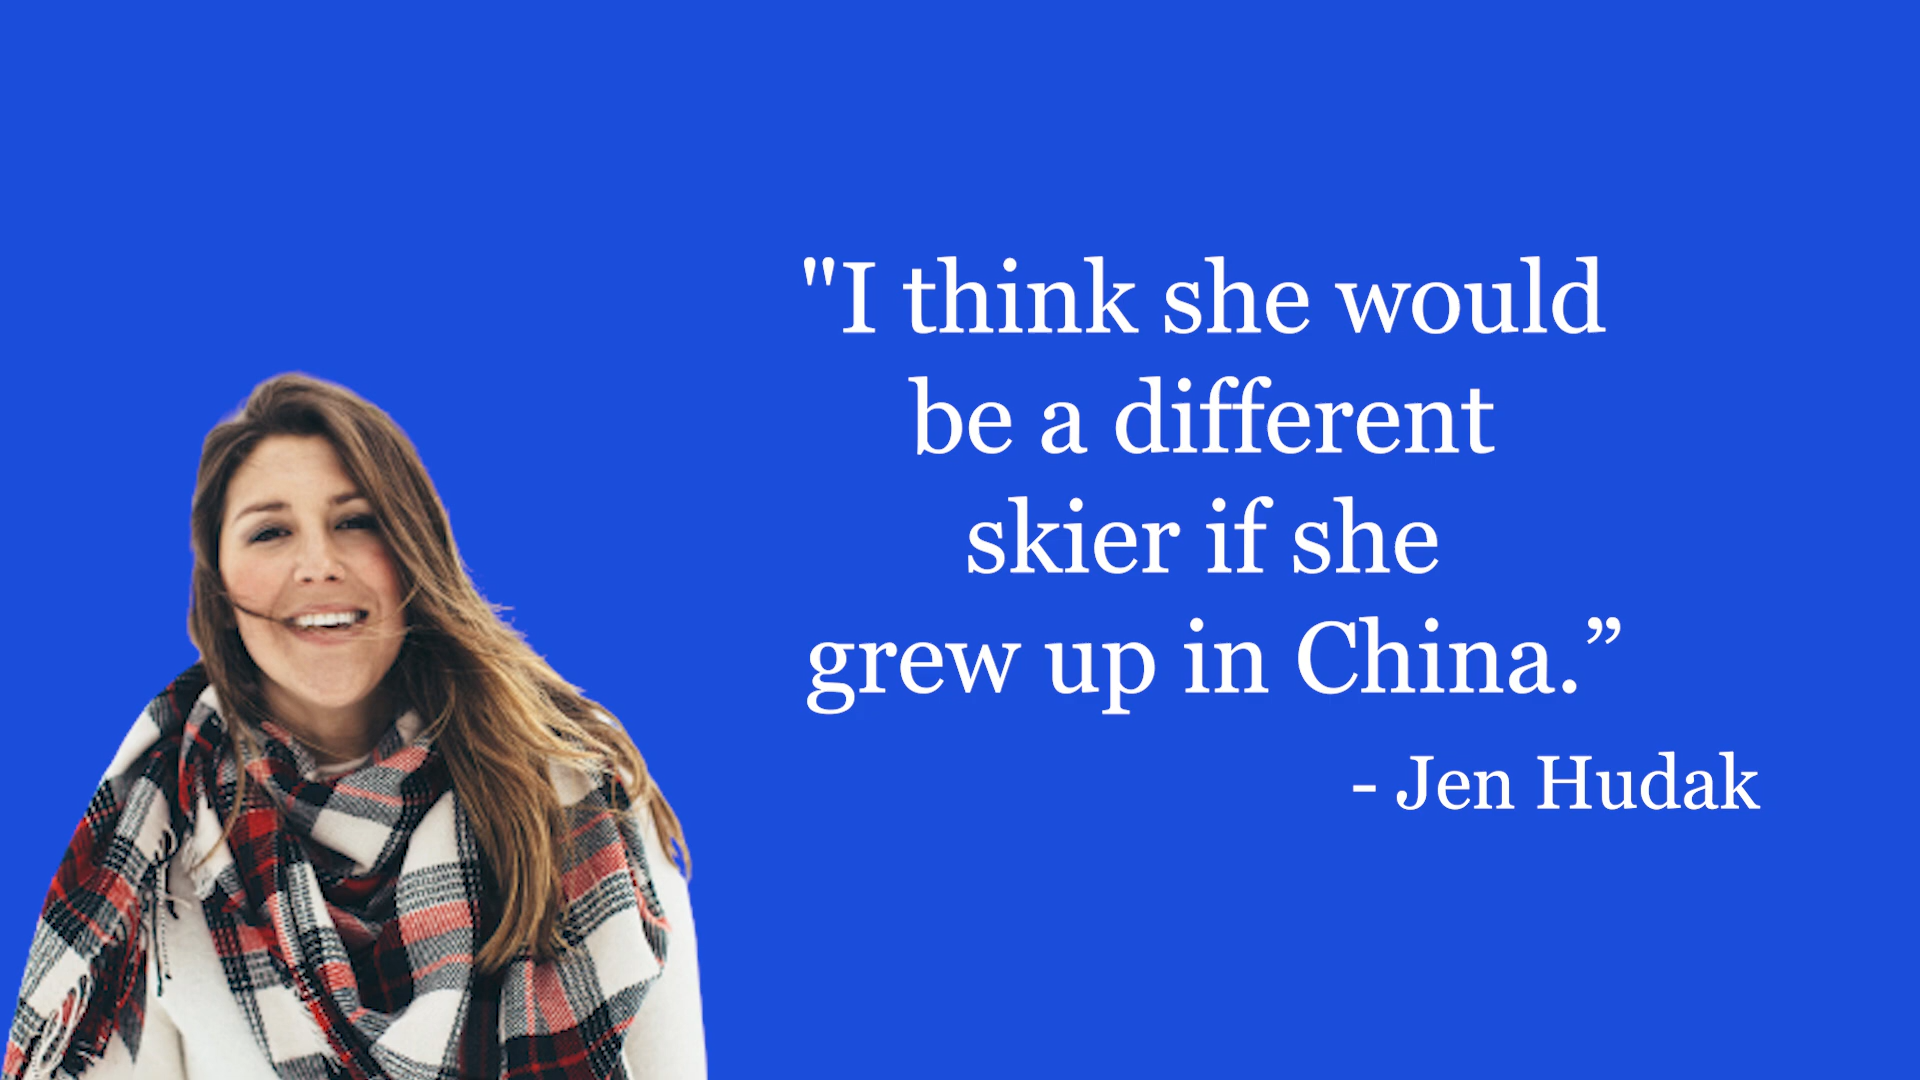 "I think she would
be a different
skier if she
grew up in China.”
- Jen Hudak